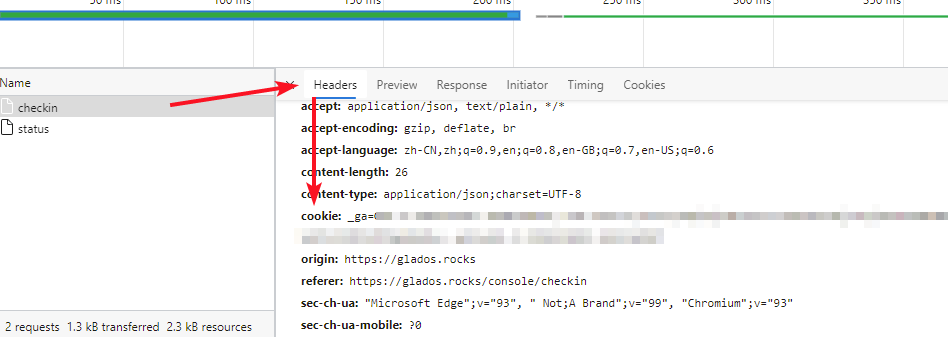 50 ms 100 ms 150 ms 200 ms 250 ms 300 ms 350 ms
Name
checkin
status
2 requests 1.3 kB transferred 2.3 kB resources
× Headers Preview Response Initiator Timing Cookies
accept: application/json, text/plain, */*
accept-encoding: gzip, deflate, br
accept-language: zh-CN,zh;q=0.9,en;q=0.8,en-GB;q=0.7,en-US;q=0.6
content-length: 26
content-type: application/json;charset=UTF-8
cookie: _ga=
origin: https://glados.rocks
referer: https://glados.rocks/console/checkin
sec-ch-ua: "Microsoft Edge";v="93", " Not;A Brand";v="99", "Chromium";v="93"
sec-ch-ua-mobile: ?0